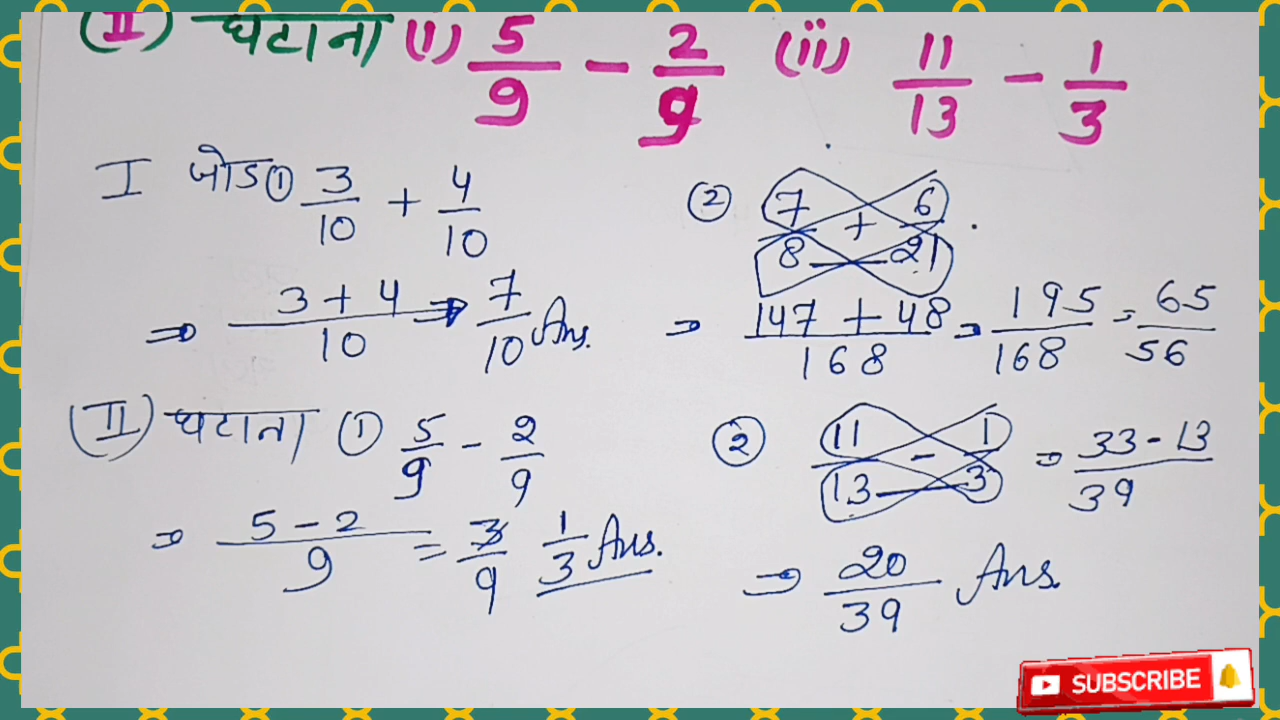 (II) घटाना (i) 5/9 - 2/9 (ii) 11/13 - 1/3
I जोड ① 3/10 + 4/10
⇒ (3 + 4)/10 ⇒ 7/10 Ans.
② 7/8 + 6/21
⇒ (147 + 48)/168 = 195/168 = 65/56
(II) घटाना ① 5/9 - 2/9
⇒ (5 - 2)/9 = 3/9 1/3 Ans.
② 11/13 - 1/3 ⇒ (33 - 13)/39
⇒ 20/39 Ans.
SUBSCRIBE